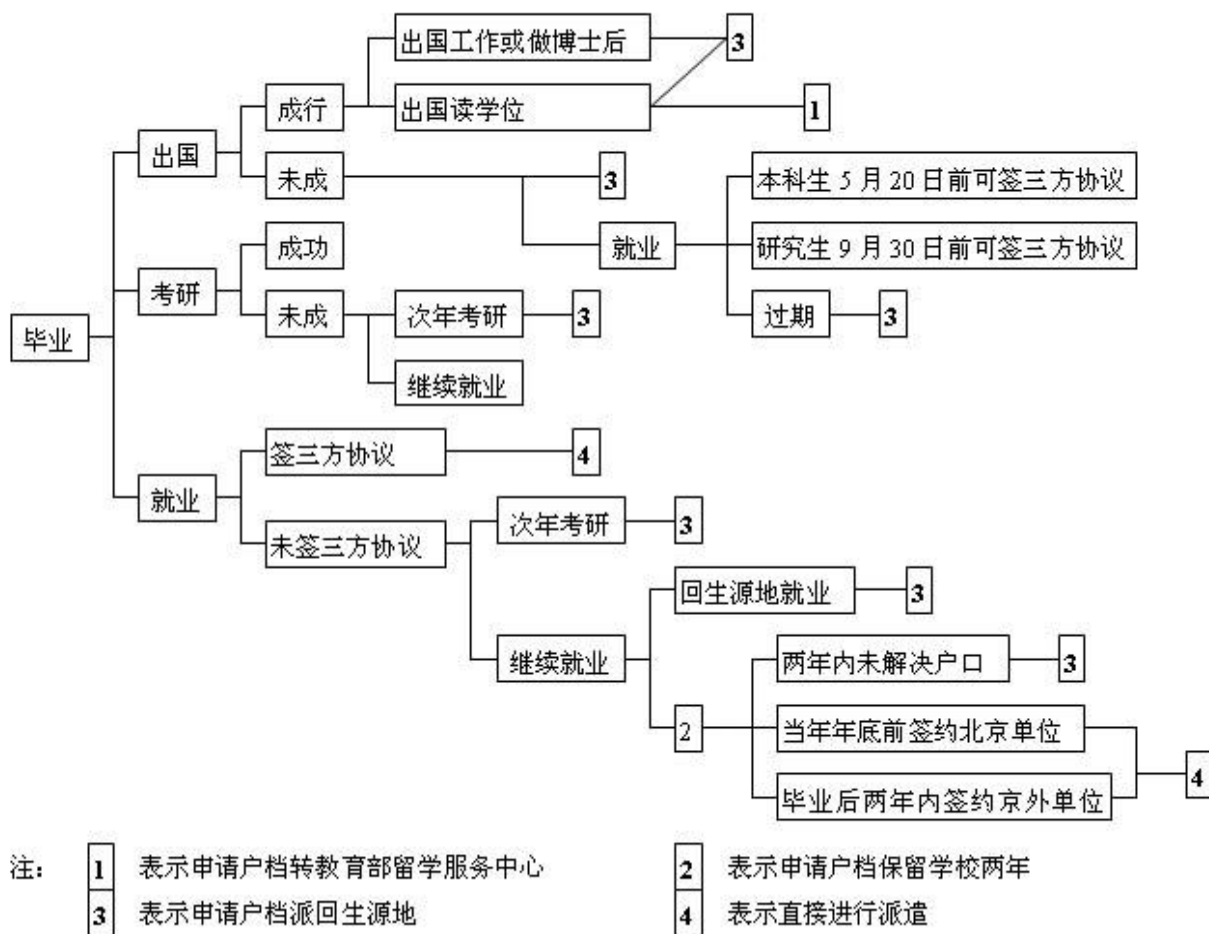 出国工作或做博士后
3
成行
出国读学位
1
出国
未成
3
本科生 5 月 20 日前可签三方协议
成功
就业
研究生 9 月 30 日前可签三方协议
考研
未成
次年考研
3
过期
3
毕业
继续就业
签三方协议
4
就业
次年考研
3
未签三方协议
回生源地就业
3
继续就业
两年内未解决户口
3
2
当年年底前签约北京单位
4
毕业后两年内签约京外单位
注：
1 表示申请户档转教育部留学服务中心
2 表示申请户档保留学校两年
3 表示申请户档派回生源地
4 表示直接进行派遣